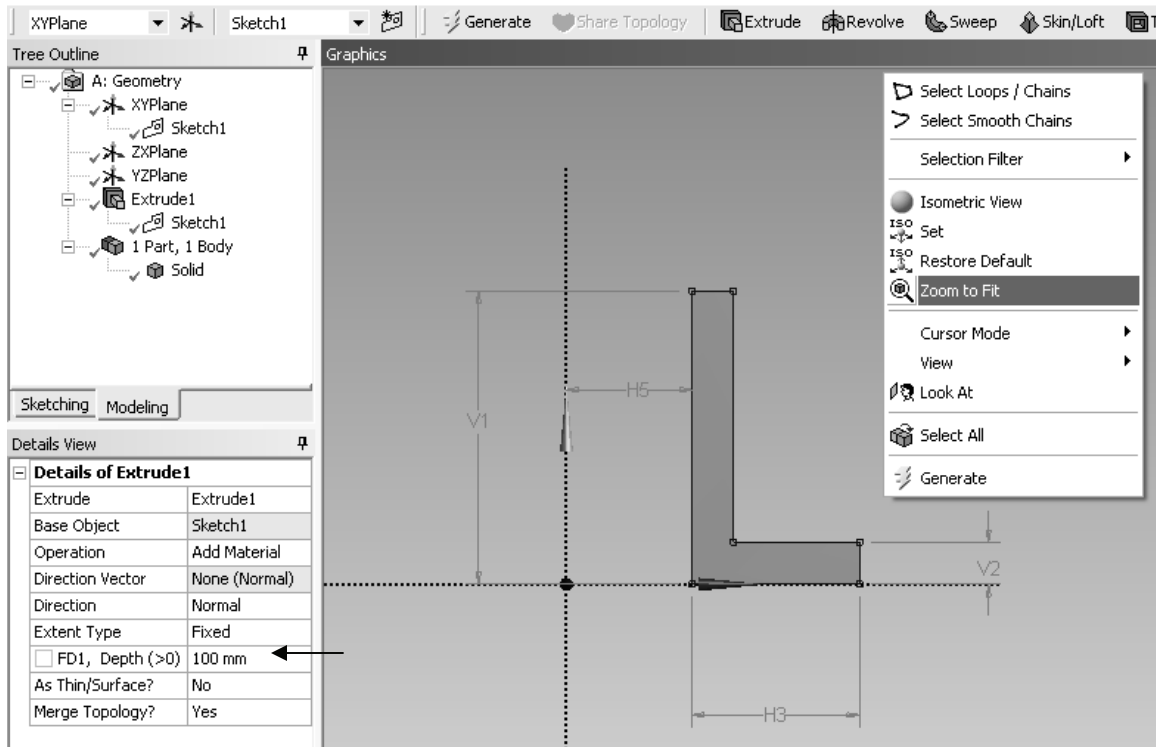 XYPlane Sketch1 Generate Share Topology Extrude Revolve Sweep Skin/Loft
Tree Outline
A: Geometry
XYPlane
Sketch1
ZXPlane
YZPlane
Extrude1
Sketch1
1 Part, 1 Body
Solid
Sketching Modeling
Details View
Details of Extrude1
Extrude Extrude1
Base Object Sketch1
Operation Add Material
Direction Vector None (Normal)
Direction Normal
Extent Type Fixed
FD1, Depth (>0) 100 mm
As Thin/Surface? No
Merge Topology? Yes
Graphics
V1
H5
V2
H3
Select Loops / Chains
Select Smooth Chains
Selection Filter
Isometric View
ISO Set
ISO Restore Default
Zoom to Fit
Cursor Mode
View
Look At
Select All
Generate